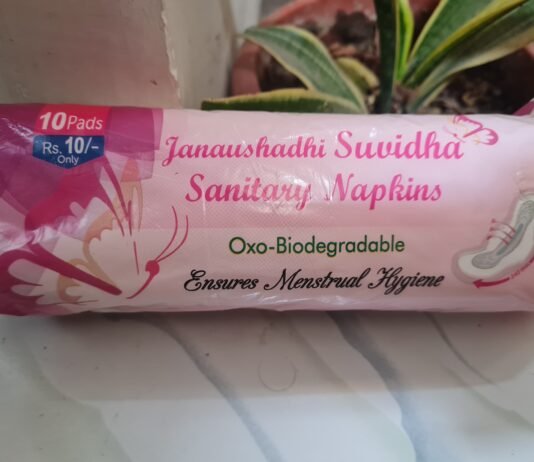 10 Pads
Rs. 10/-
Only
Janaushadhi Suvidha
Sanitary Napkins
Oxo-Biodegradable
Ensures Menstrual Hygiene